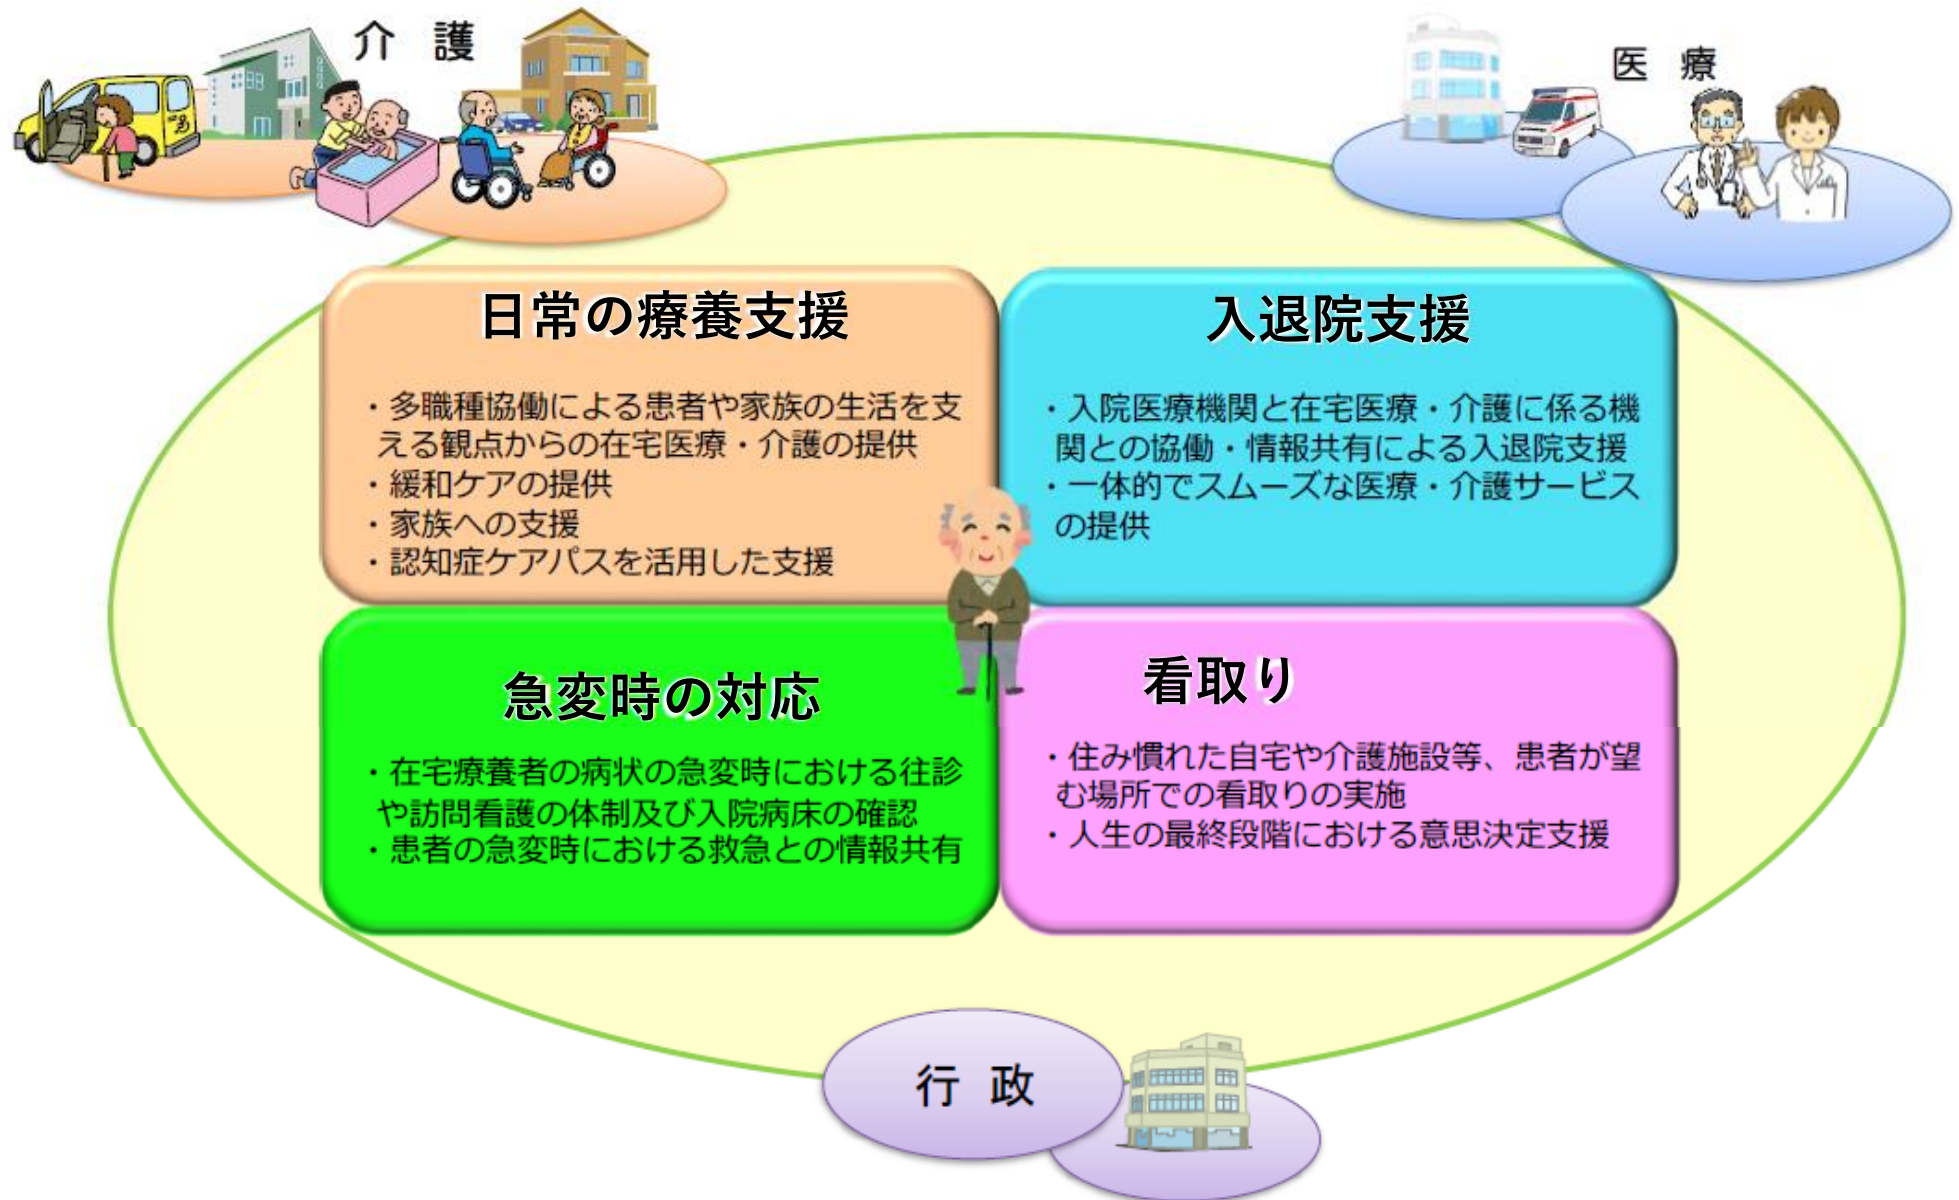 介 護
医 療
日常の療養支援
・多職種協働による患者や家族の生活を支
える観点からの在宅医療・介護の提供
・緩和ケアの提供
・家族への支援
・認知症ケアパスを活用した支援
入退院支援
・入院医療機関と在宅医療・介護に係る機
関との協働・情報共有による入退院支援
・一体的でスムーズな医療・介護サービス
の提供
急変時の対応
・在宅療養者の病状の急変時における往診
や訪問看護の体制及び入院病床の確認
・患者の急変時における救急との情報共有
看取り
・住み慣れた自宅や介護施設等、患者が望
む場所での看取りの実施
・人生の最終段階における意思決定支援
行 政